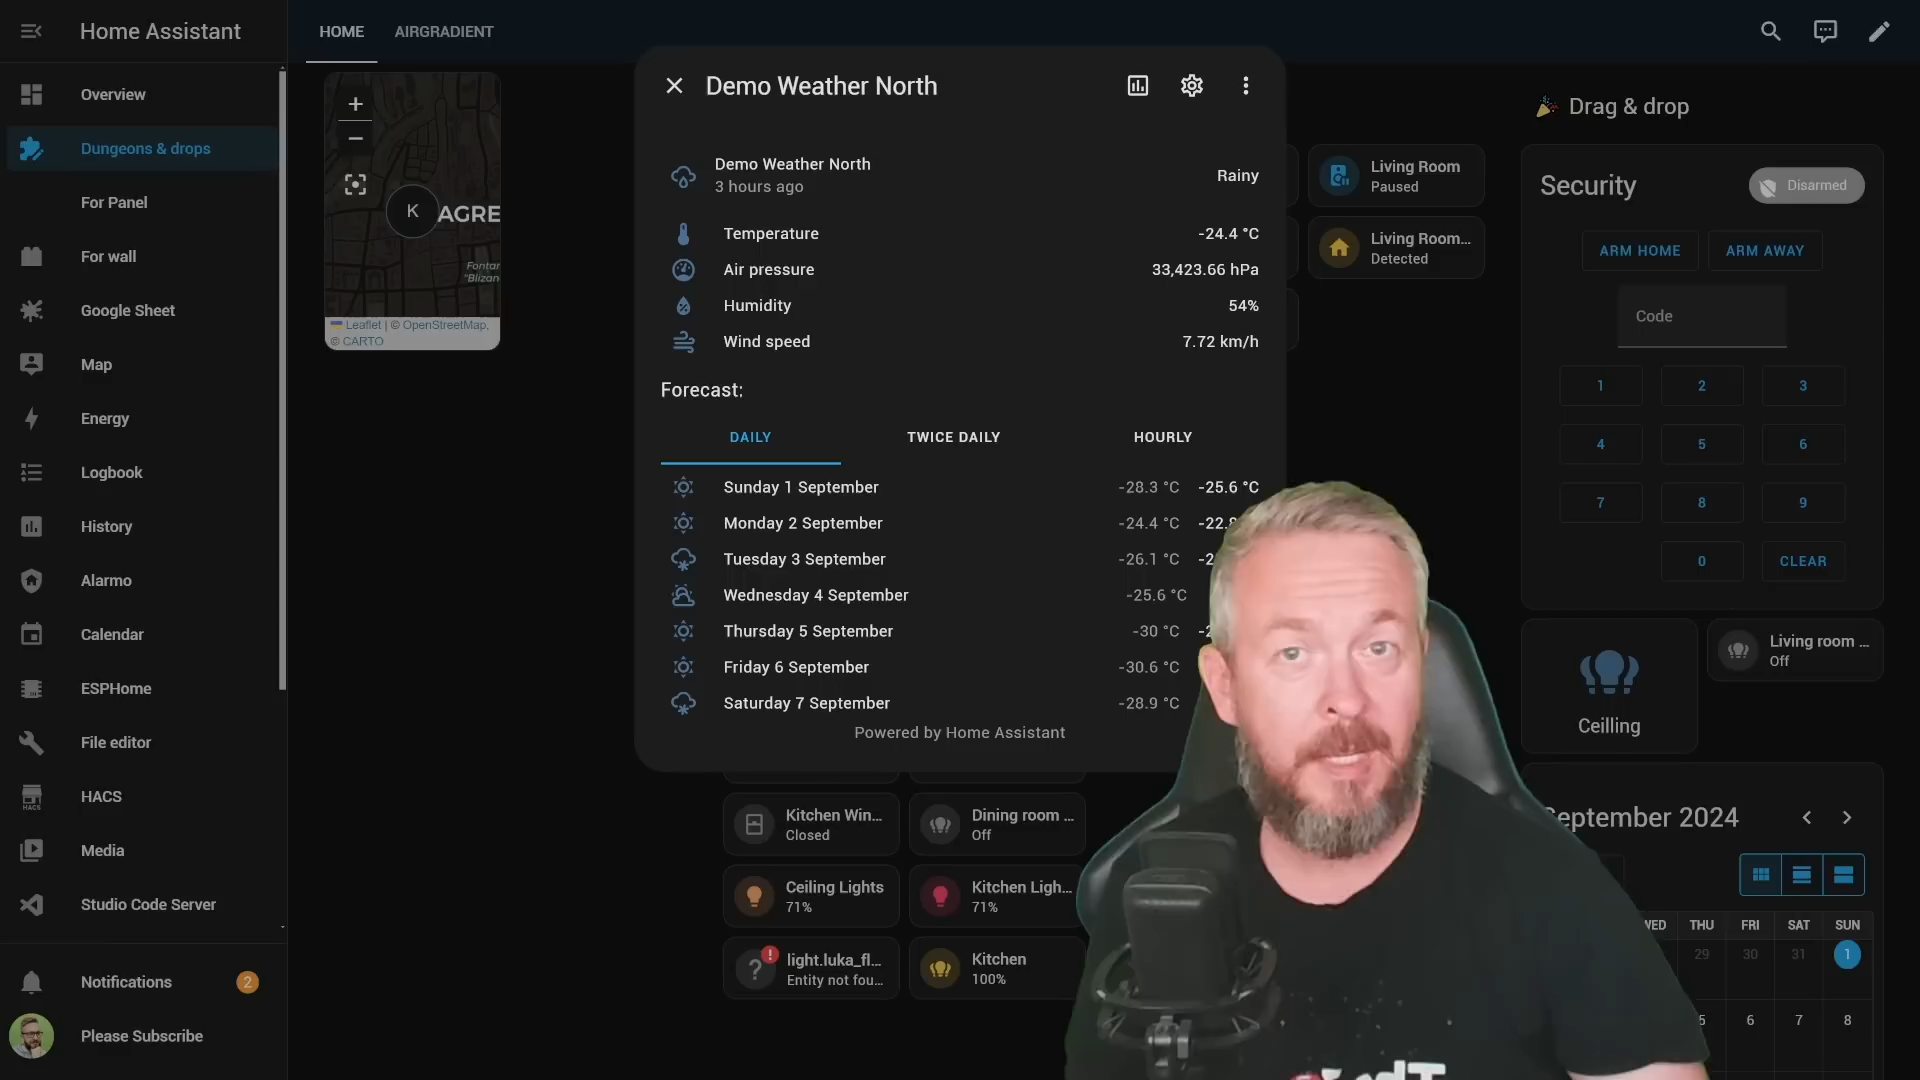 Home Assistant
HOME
AIRGRADIENT
Overview
Dungeons & drops
For Panel
For wall
Google Sheet
Map
Energy
Logbook
History
Alarmo
Calendar
ESPHome
File editor
HACS
HACS
Media
Studio Code Server
Notifications
2
Please Subscribe
+
−
K
AGRE
Fontan
"Blizan
Leaflet | © OpenStreetMap,
© CARTO
Demo Weather North
Demo Weather North
3 hours ago
Rainy
Temperature
-24.4 °C
Air pressure
33,423.66 hPa
Humidity
54%
Wind speed
7.72 km/h
Forecast:
DAILY
TWICE DAILY
HOURLY
Sunday 1 September
-28.3 °C
-25.6 °C
Monday 2 September
-24.4 °C
-22.8
Tuesday 3 September
-26.1 °C
Wednesday 4 September
-25.6 °C
Thursday 5 September
-30 °C
Friday 6 September
-30.6 °C
Saturday 7 September
-28.9 °C
Powered by Home Assistant
Kitchen Win...
Closed
Dining room ...
Off
Ceiling Lights
71%
Kitchen Ligh...
71%
light.luka_fl...
Entity not fou...
Kitchen
100%
Living Room
Paused
Living Room...
Detected
Drag & drop
Security
Disarmed
ARM HOME
ARM AWAY
Code
1
2
3
4
5
6
7
8
9
0
CLEAR
Ceilling
Living room ...
Off
September 2024
WED
THU
FRI
SAT
SUN
29
30
31
1
5
6
7
8